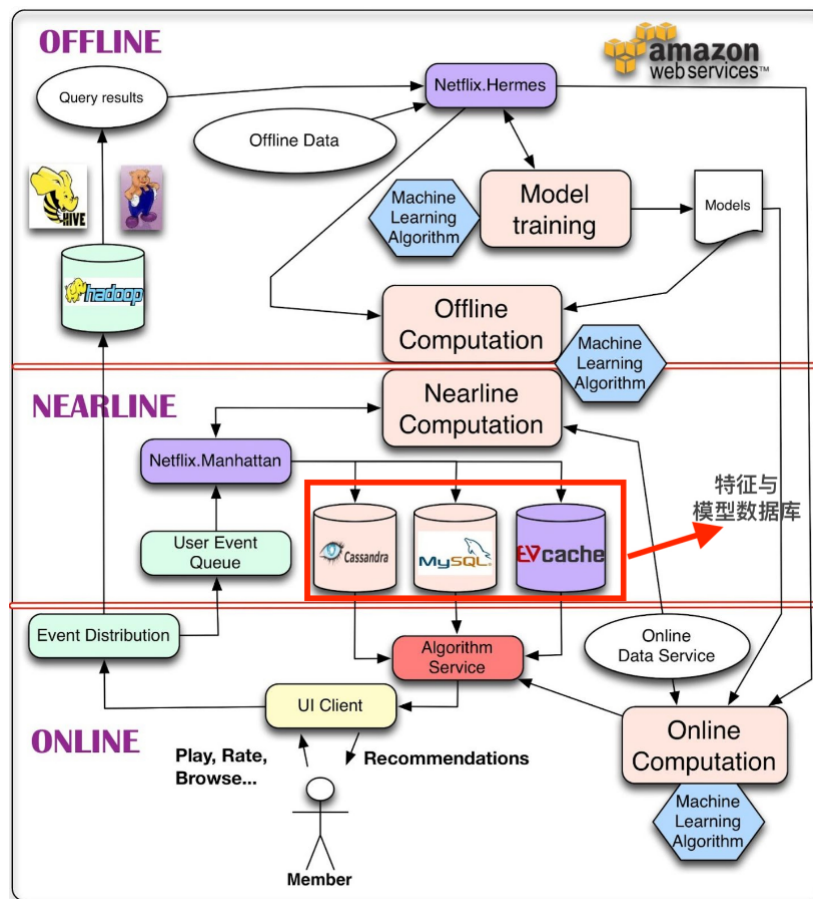 OFFLINE
amazon
web services™
Query results
Netflix.Hermes
Offline Data
HIVE
Machine
Learning
Algorithm
Model
training
Models
hadoop
Offline
Computation
Machine
Learning
Algorithm
NEARLINE
Nearline
Computation
Netflix.Manhattan
特征与
模型数据库
User Event
Queue
Cassandra
MySQL®
EVcache
Event Distribution
Algorithm
Service
Online
Data Service
UI Client
ONLINE
Play, Rate,
Browse...
Recommendations
Online
Computation
Machine
Learning
Algorithm
Member